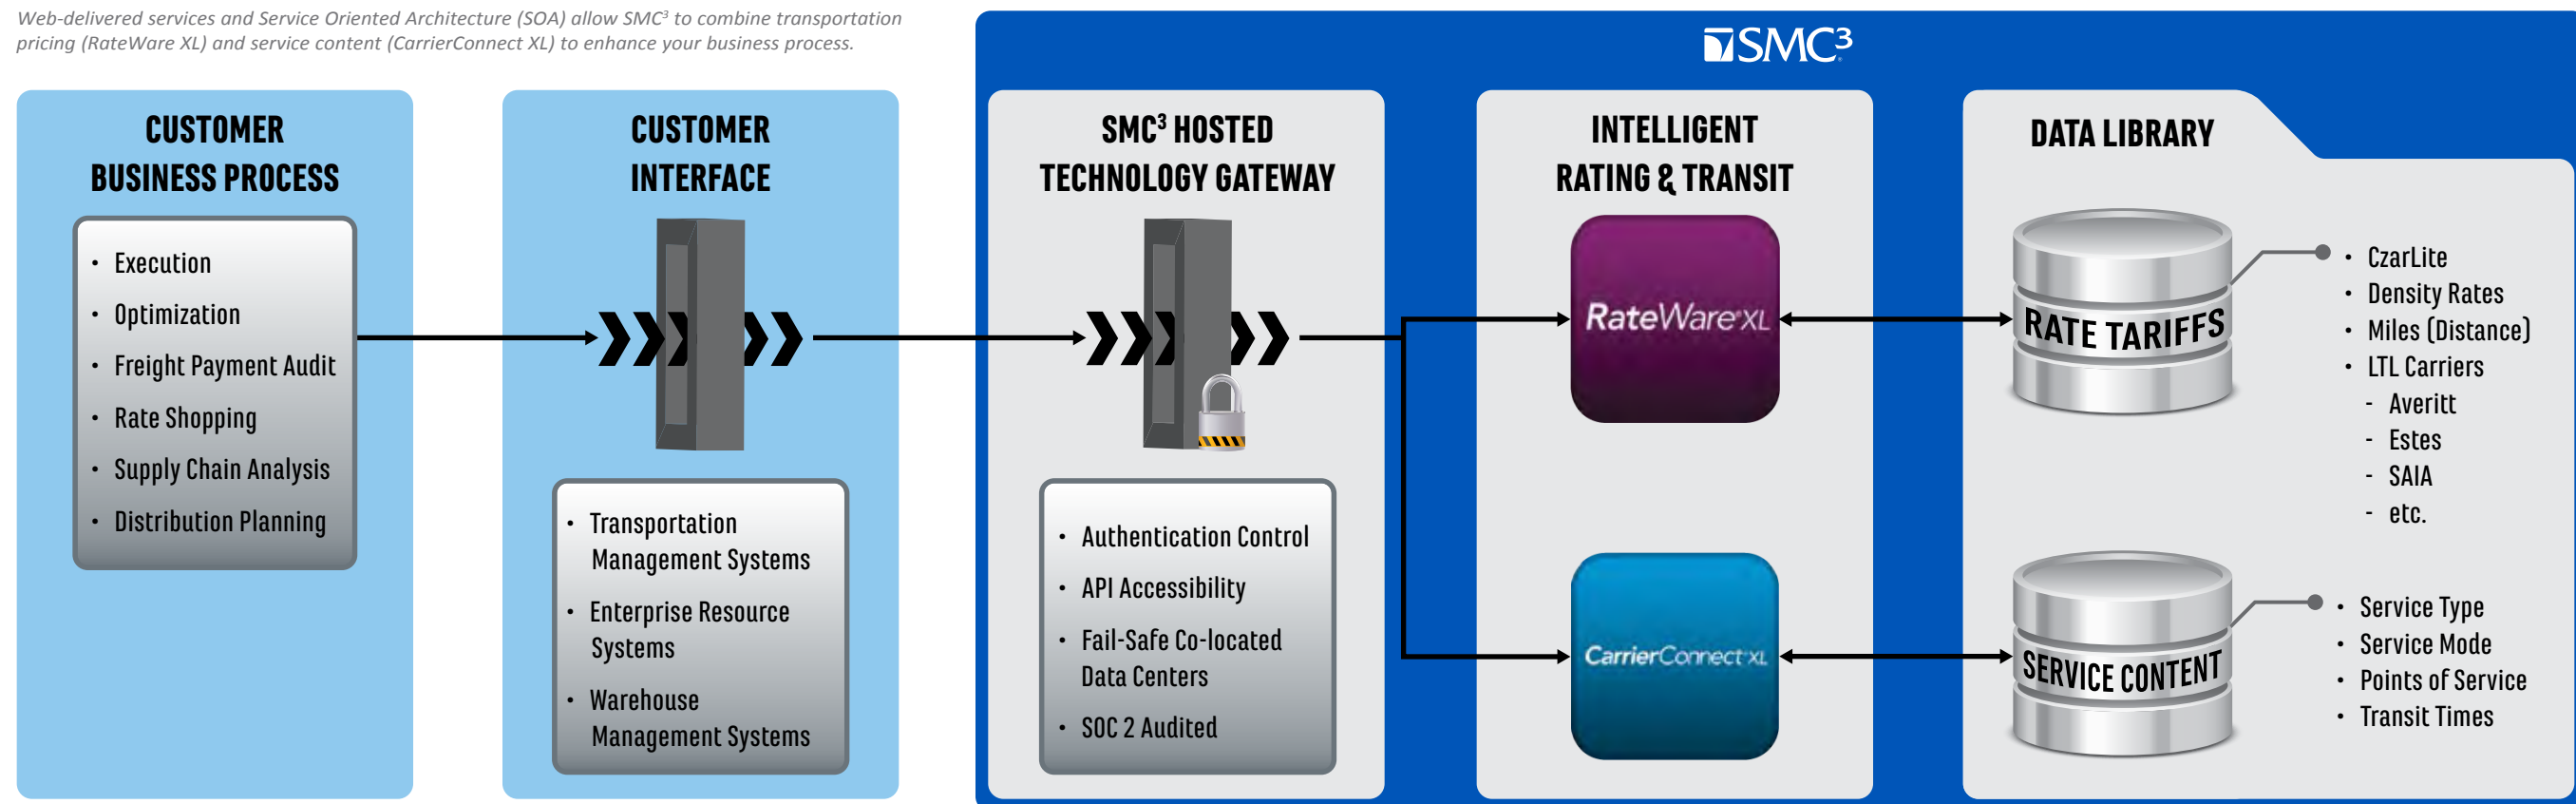 Web-delivered services and Service Oriented Architecture (SOA) allow SMC³ to combine transportation
pricing (RateWare XL) and service content (CarrierConnect XL) to enhance your business process.
SMC³
CUSTOMER
BUSINESS PROCESS
• Execution
• Optimization
• Freight Payment Audit
• Rate Shopping
• Supply Chain Analysis
• Distribution Planning
CUSTOMER
INTERFACE
• Transportation
Management Systems
• Enterprise Resource
Systems
• Warehouse
Management Systems
SMC³ HOSTED
TECHNOLOGY GATEWAY
• Authentication Control
• API Accessibility
• Fail-Safe Co-located
Data Centers
• SOC 2 Audited
INTELLIGENT
RATING & TRANSIT
RateWare®XL
CarrierConnect®XL
DATA LIBRARY
RATE TARIFFS
• CzarLite
• Density Rates
• Miles (Distance)
• LTL Carriers
- Averitt
- Estes
- SAIA
- etc.
SERVICE CONTENT
• Service Type
• Service Mode
• Points of Service
• Transit Times